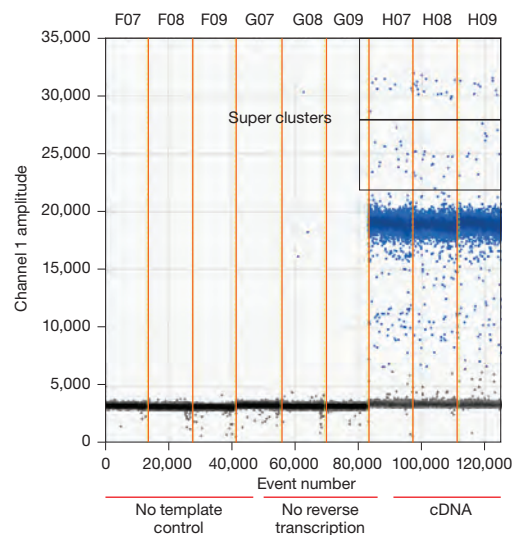 F07 F08 F09 G07 G08 G09 H07 H08 H09
35,000
30,000
Super clusters
25,000
20,000
15,000
10,000
5,000
0
Channel 1 amplitude
0 20,000 40,000 60,000 80,000 100,000 120,000
Event number
No template control
No reverse transcription
cDNA